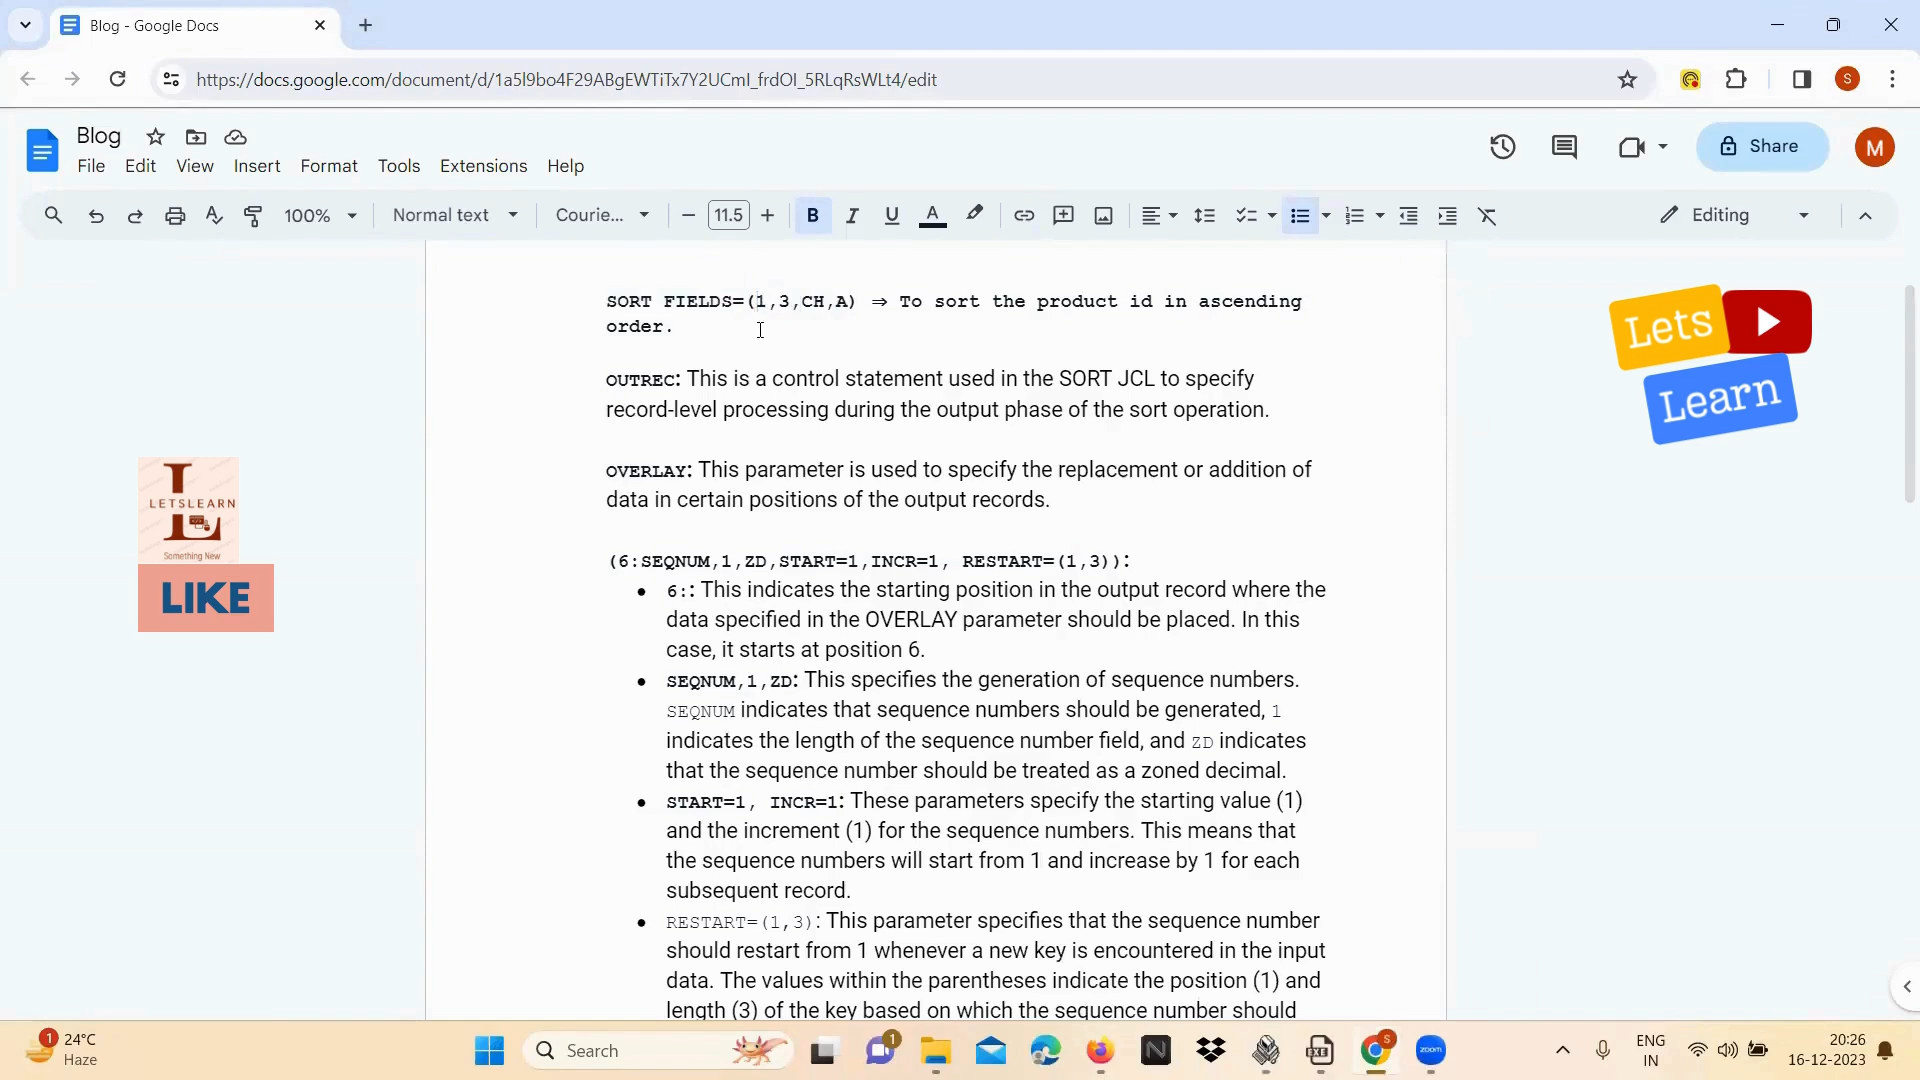 Blog - Google Docs
https://docs.google.com/document/d/1a5l9bo4F29ABgEWTiTx7Y2UCmI_frdOI_5RLqRsWLt4/edit
S
Blog
File Edit View Insert Format Tools Extensions Help
Share
M
100% Normal text Courie... 11.5 B I U A Editing
SORT FIELDS=(1,3,CH,A) ⇒ To sort the product id in ascending
order.
OUTREC: This is a control statement used in the SORT JCL to specify
record-level processing during the output phase of the sort operation.
OVERLAY: This parameter is used to specify the replacement or addition of
data in certain positions of the output records.
(6:SEQNUM,1,ZD,START=1,INCR=1, RESTART=(1,3)):
● 6:: This indicates the starting position in the output record where the
data specified in the OVERLAY parameter should be placed. In this
case, it starts at position 6.
● SEQNUM,1,ZD: This specifies the generation of sequence numbers.
SEQNUM indicates that sequence numbers should be generated, 1
indicates the length of the sequence number field, and ZD indicates
that the sequence number should be treated as a zoned decimal.
● START=1, INCR=1: These parameters specify the starting value (1)
and the increment (1) for the sequence numbers. This means that
the sequence numbers will start from 1 and increase by 1 for each
subsequent record.
● RESTART=(1,3): This parameter specifies that the sequence number
should restart from 1 whenever a new key is encountered in the input
data. The values within the parentheses indicate the position (1) and
length (3) of the key based on which the sequence number should
Lets
Learn
L
LETSLEARN
Something New
LIKE
1
24°C
Haze
Search
1
N
EXE
S
zoom
ENG
IN
20:26
16-12-2023